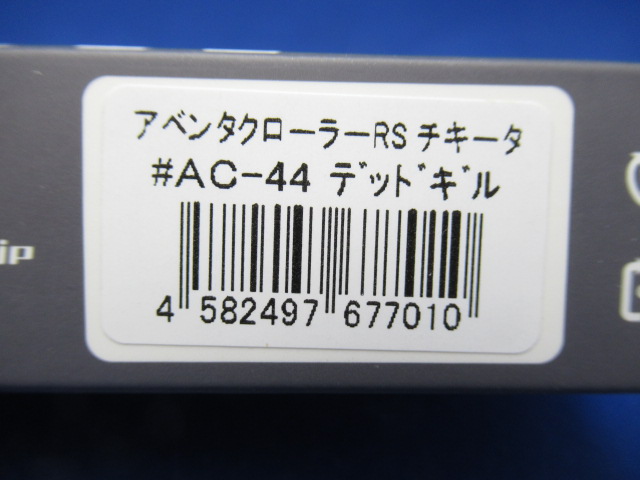 アベンタクローラーRS チキータ
#AC-44 デッドギル
4 582497 677010
ip